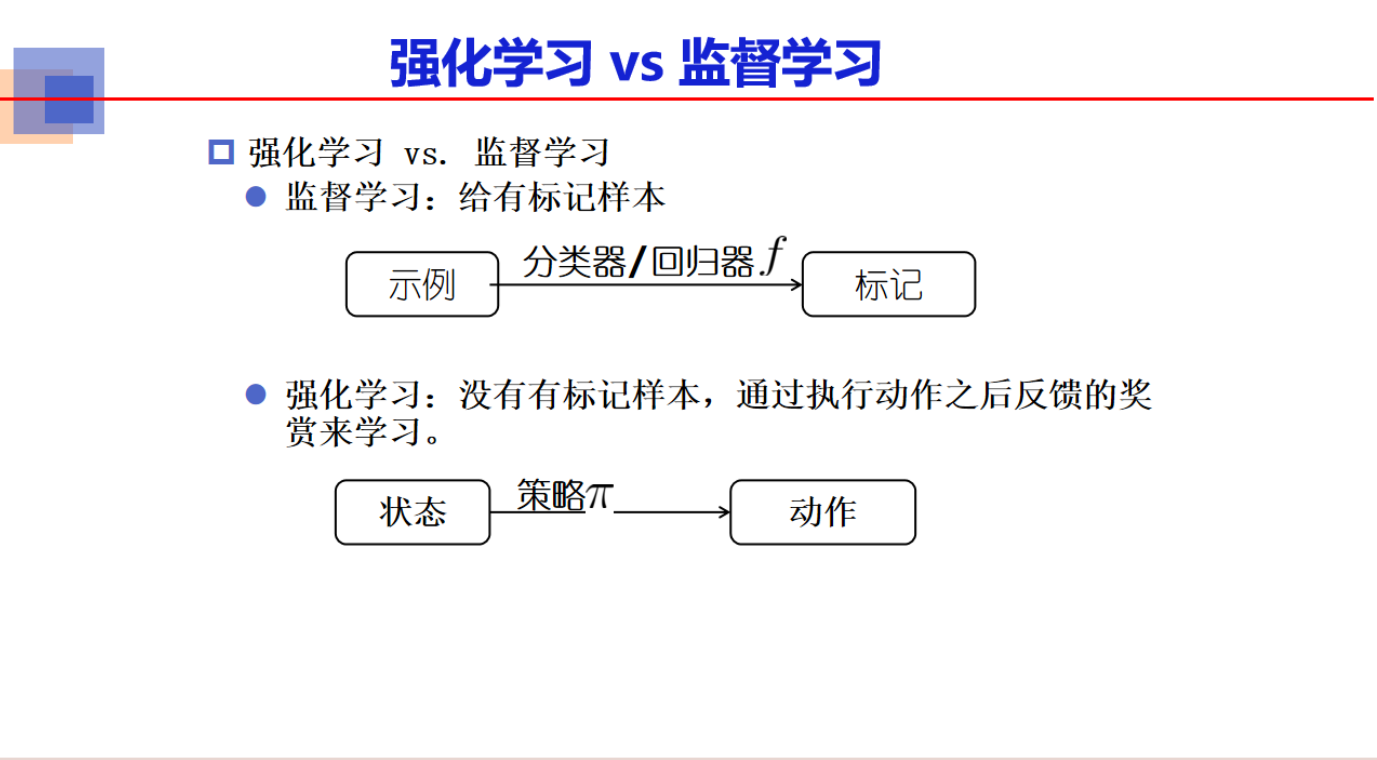 强化学习 vs 监督学习
强化学习 vs. 监督学习
监督学习：给有标记样本
分类器/回归器 f
示例
标记
强化学习：没有有标记样本，通过执行动作之后反馈的奖
赏来学习。
策略π
状态
动作